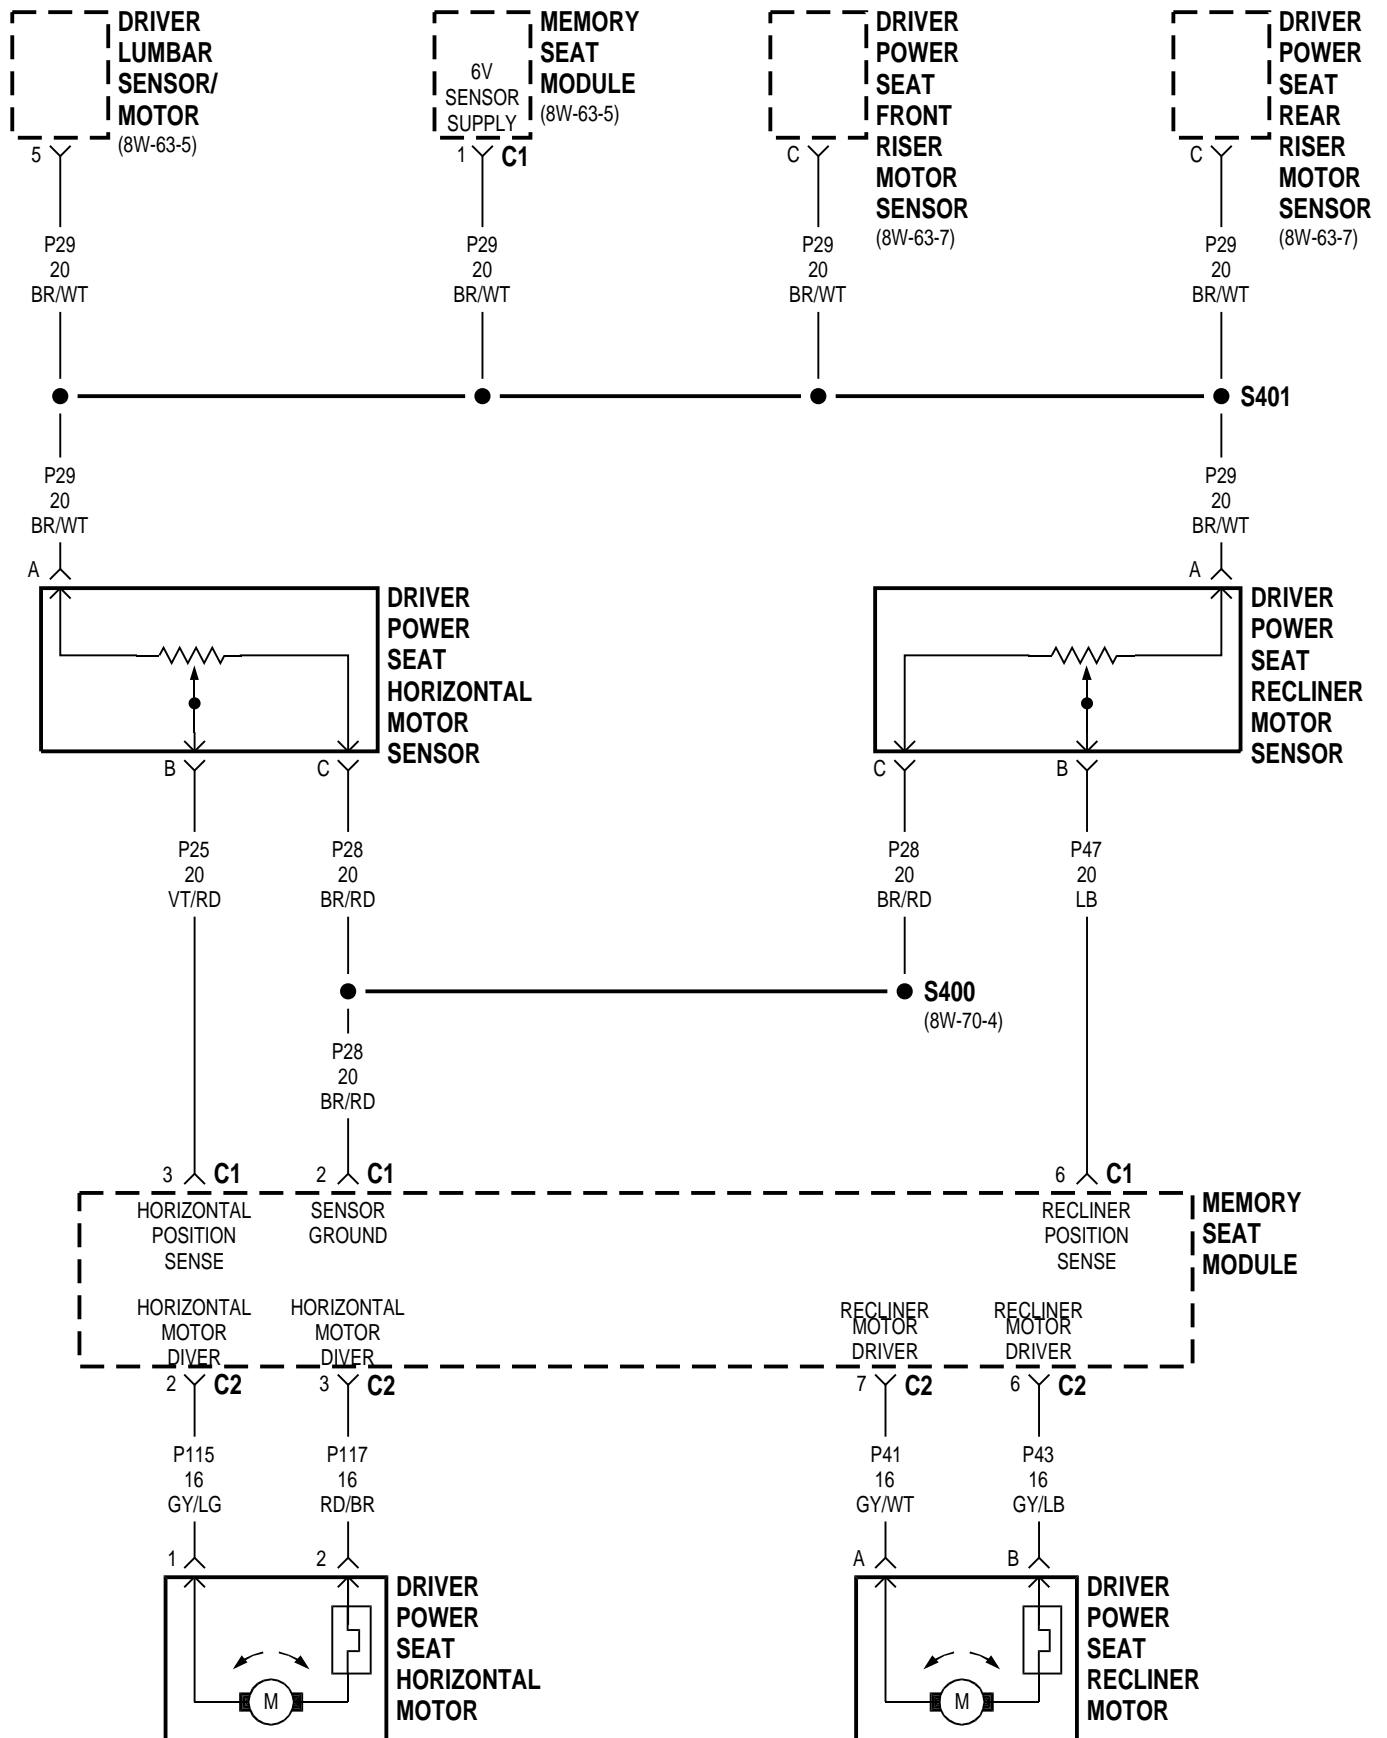 DRIVER
LUMBAR
SENSOR/
MOTOR
(8W-63-5)
6V
SENSOR
SUPPLY
MEMORY
SEAT
MODULE
(8W-63-5)
DRIVER
POWER
SEAT
FRONT
RISER
MOTOR
SENSOR
(8W-63-7)
DRIVER
POWER
SEAT
REAR
RISER
MOTOR
SENSOR
(8W-63-7)
5
1 C1
C
C
P29
20
BR/WT
P29
20
BR/WT
P29
20
BR/WT
P29
20
BR/WT
S401
P29
20
BR/WT
P29
20
BR/WT
A
A
DRIVER
POWER
SEAT
HORIZONTAL
MOTOR
SENSOR
DRIVER
POWER
SEAT
RECLINER
MOTOR
SENSOR
B
C
C
B
P25
20
VT/RD
P28
20
BR/RD
P28
20
BR/RD
P47
20
LB
S400
(8W-70-4)
P28
20
BR/RD
3 C1
2 C1
6 C1
HORIZONTAL
POSITION
SENSE
SENSOR
GROUND
RECLINER
POSITION
SENSE
MEMORY
SEAT
MODULE
HORIZONTAL
MOTOR
DIVER
HORIZONTAL
MOTOR
DIVER
RECLINER
MOTOR
DRIVER
RECLINER
MOTOR
DRIVER
2 C2
3 C2
7 C2
6 C2
P115
16
GY/LG
P117
16
RD/BR
P41
16
GY/WT
P43
16
GY/LB
1
2
A
B
M
DRIVER
POWER
SEAT
HORIZONTAL
MOTOR
M
DRIVER
POWER
SEAT
RECLINER
MOTOR